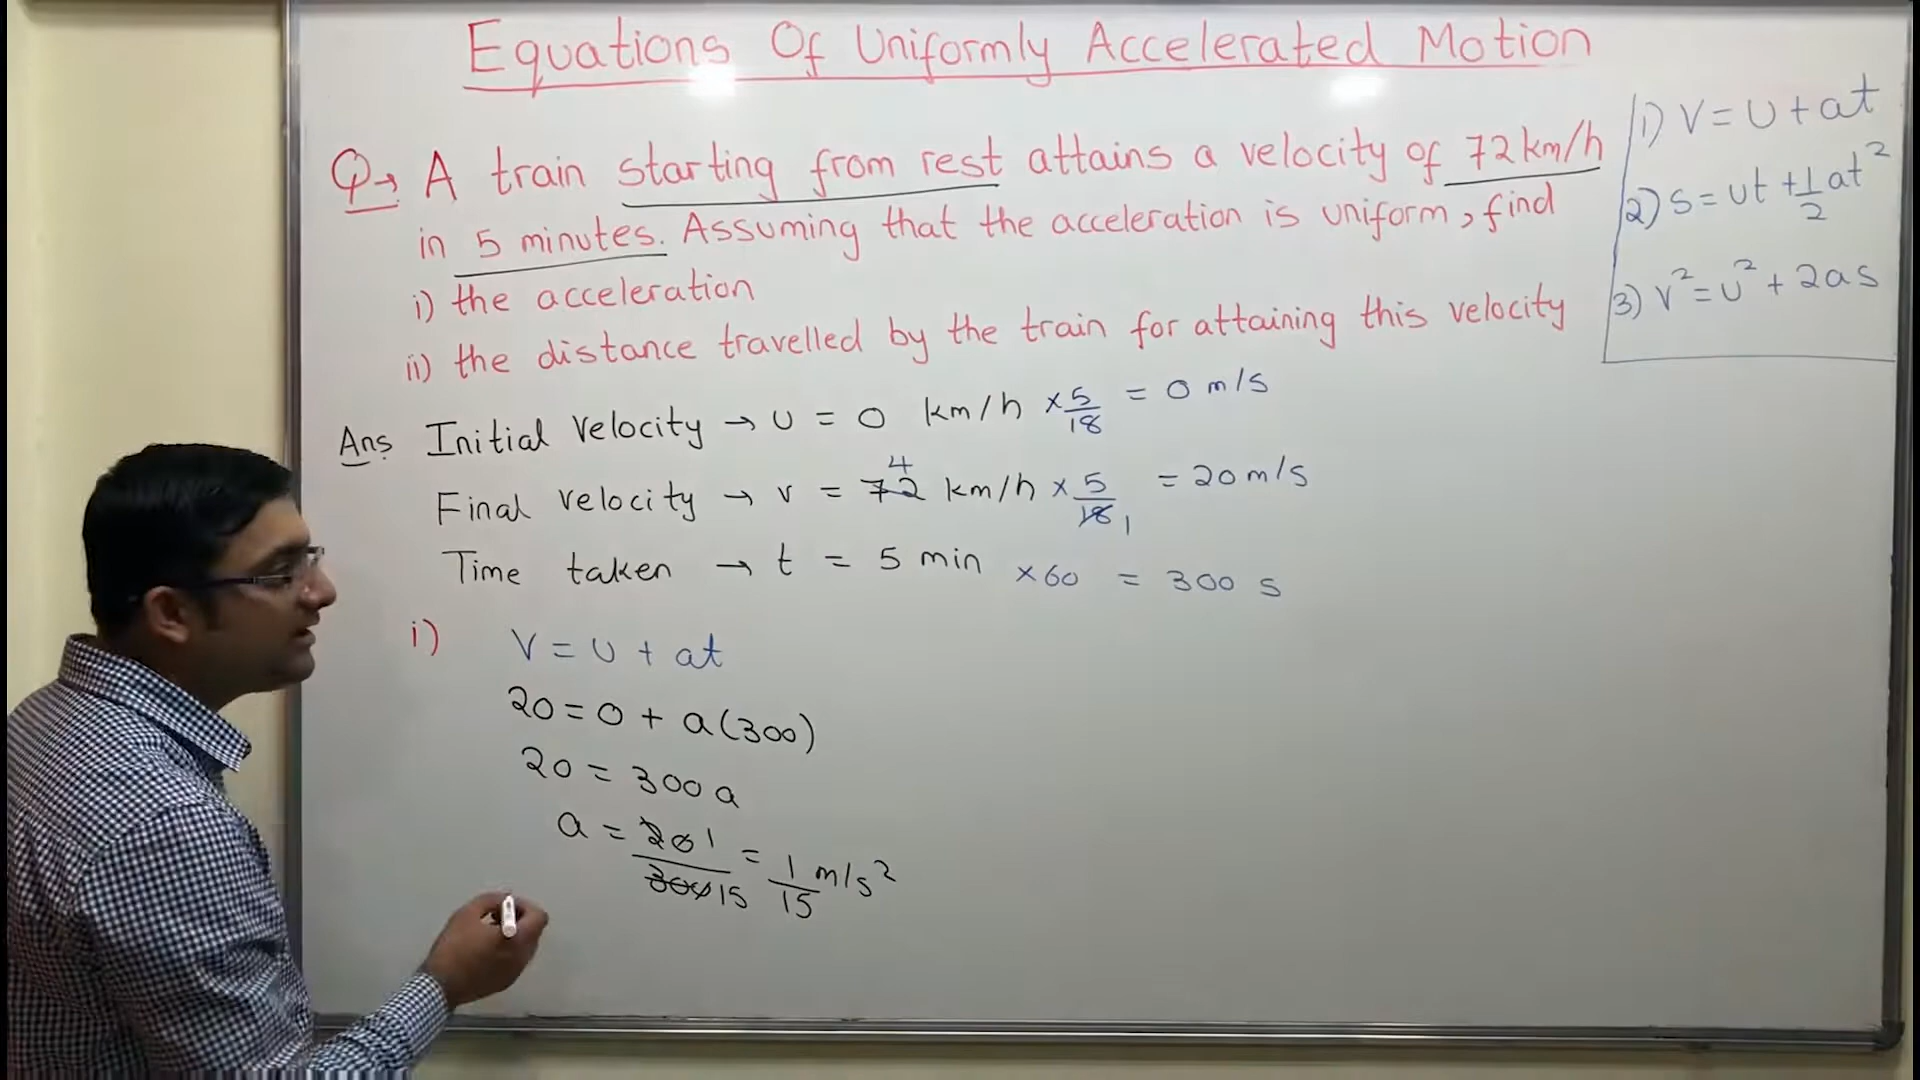 Equations Of Uniformly Accelerated Motion
Q→ A train starting from rest attains a velocity of 72 km/h
in 5 minutes. Assuming that the acceleration is uniform, find
i) the acceleration
ii) the distance travelled by the train for attaining this velocity
1) V = U + at
2) S = Ut + 1/2 at²
3) V² = U² + 2as
Ans Initial velocity → U = 0 km/h × 5/18 = 0 m/s
Final velocity → v = 72 4 km/h × 5/18 1 = 20 m/s
Time taken → t = 5 min × 60 = 300 s
i) V = U + at
20 = 0 + a(300)
20 = 300 a
a = 20 1/300 15 = 1/15 m/s²